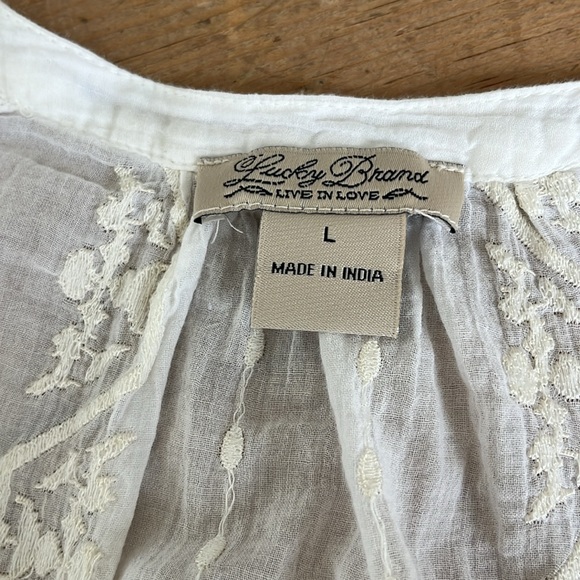 Lucky Brand
LIVE IN LOVE
L
MADE IN INDIA